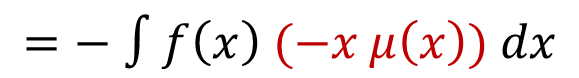 = − ∫ f(x) (−x μ(x)) dx